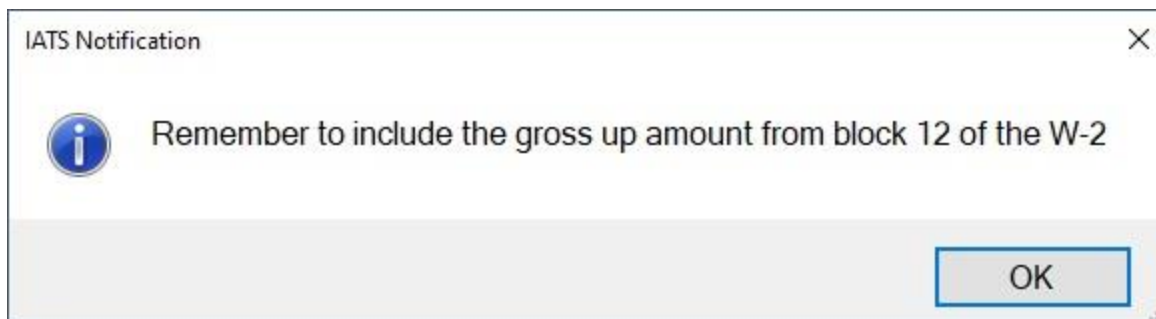 IATS Notification
Remember to include the gross up amount from block 12 of the W-2
OK